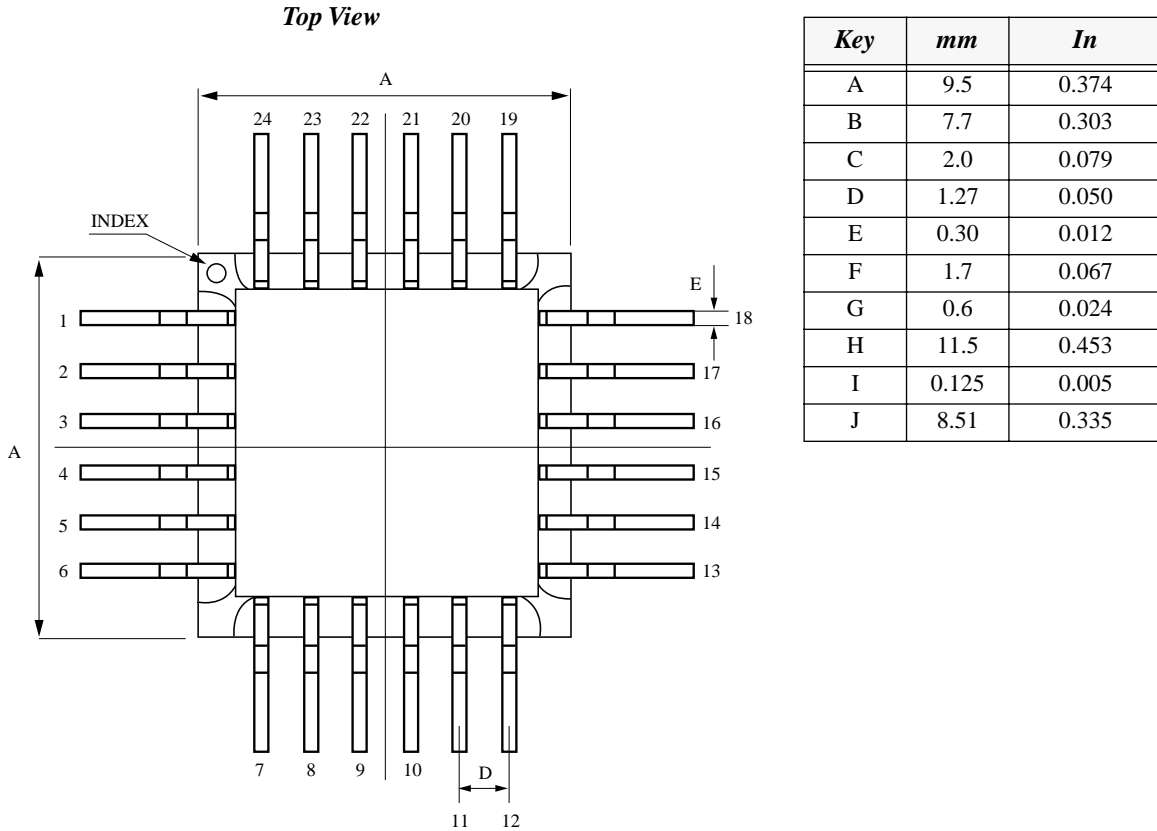 Top View
A
24 23 22 21 20 19
INDEX
E
1
18
2
17
3
16
A
4
15
5
14
6
13
7 8 9 10 D
11 12
Key mm In
A 9.5 0.374
B 7.7 0.303
C 2.0 0.079
D 1.27 0.050
E 0.30 0.012
F 1.7 0.067
G 0.6 0.024
H 11.5 0.453
I 0.125 0.005
J 8.51 0.335